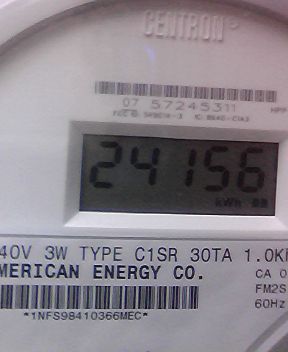 CENTRON®
07 57245311
24156
kWh
40V 3W TYPE C1SR 30TA 1.0K
MERICAN ENERGY CO.
CA 0
FM2S
60Hz
*1NFS98410366MEC*